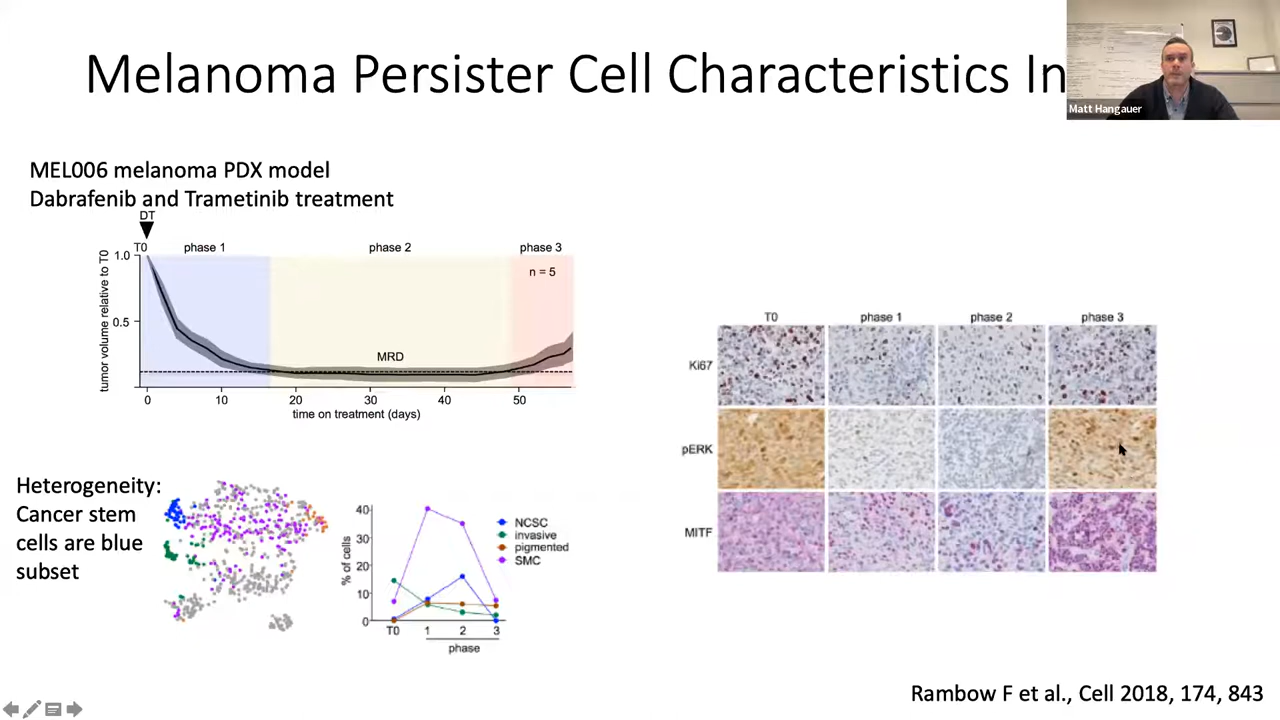 Melanoma Persister Cell Characteristics In
Matt Hangauer
MEL006 melanoma PDX model
Dabrafenib and Trametinib treatment
DT
T0
phase 1
phase 2
phase 3
n = 5
1.0
0.5
tumor volume relative to T0
MRD
0
10
20
30
40
50
time on treatment (days)
T0
phase 1
phase 2
phase 3
Ki67
pERK
MITF
Heterogeneity:
Cancer stem
cells are blue
subset
40
30
20
10
0
% of cells
T0
1
2
3
phase
NCSC
invasive
pigmented
SMC
Rambow F et al., Cell 2018, 174, 843